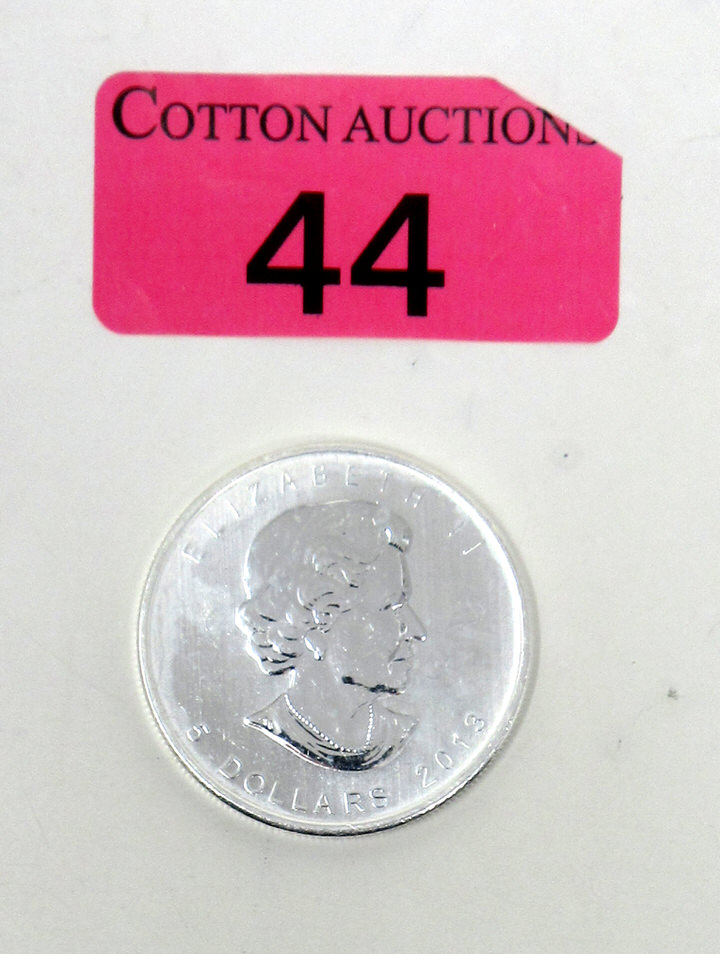 COTTON AUCTIONS
44
ELIZABETH II
5 DOLLARS 2013